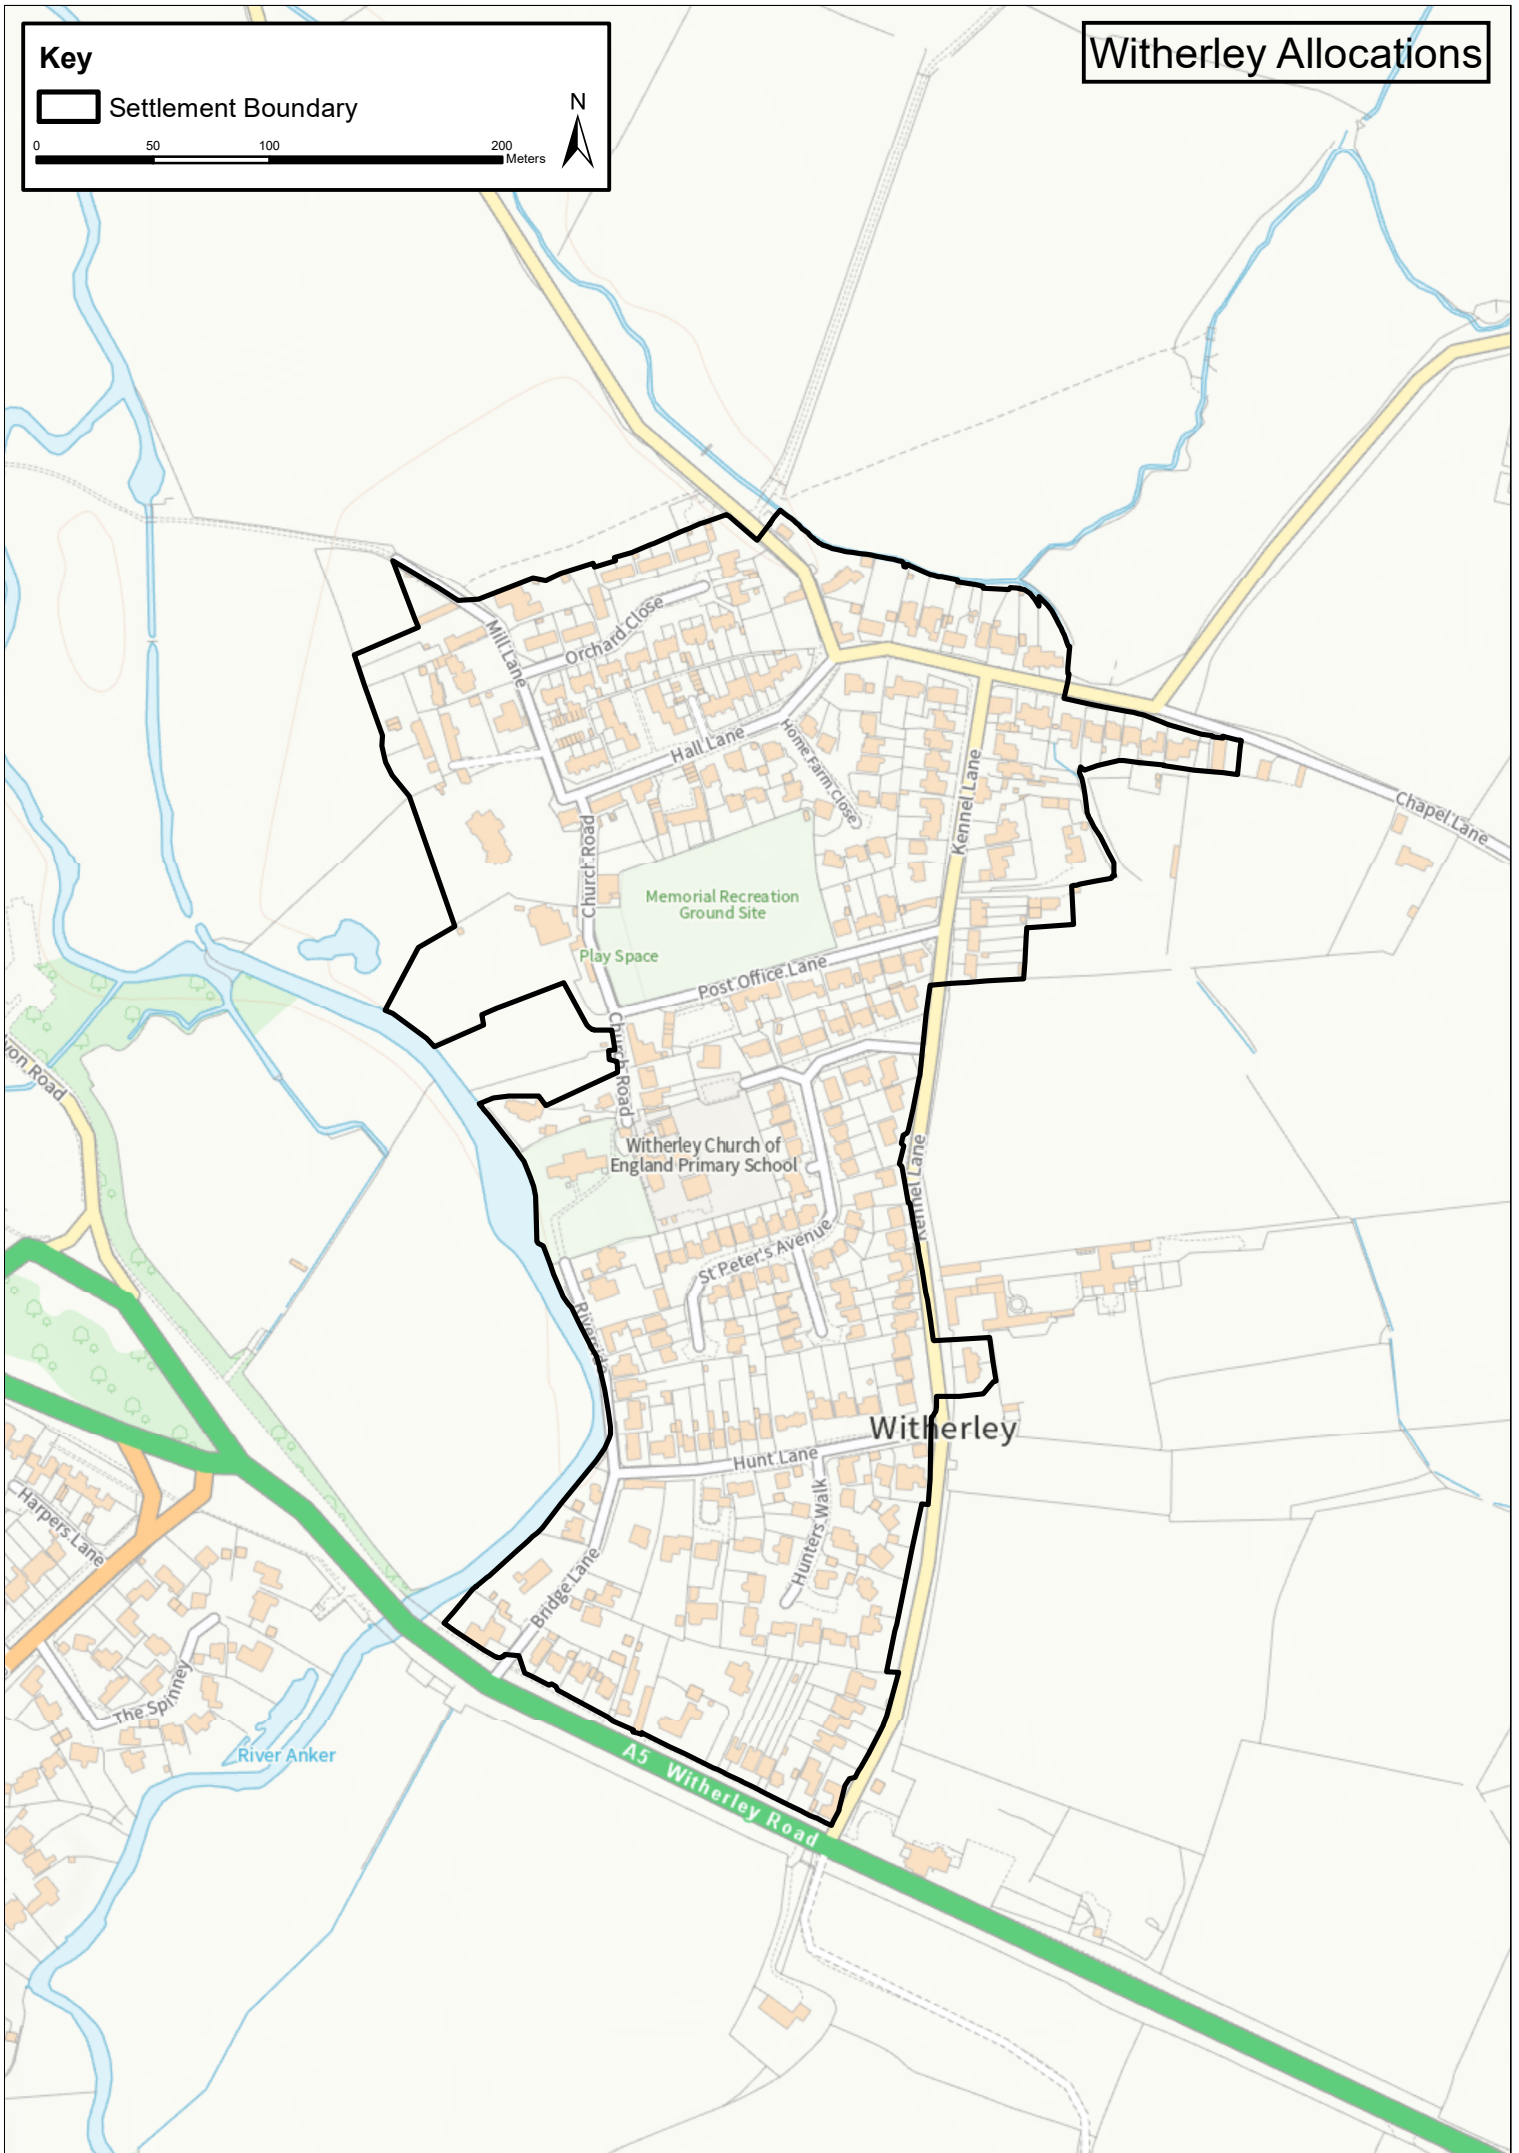 Key
Witherley Allocations
Settlement Boundary
N
0 50 100 200
Meters
Orchard Close
Mill Lane
Hall Lane
Home Farm Close
Kennel Lane
Chapel Lane
Church Road
Memorial Recreation
Ground Site
Play Space
Post Office Lane
Church Road
von Road
Witherley Church of
England Primary School
Kennel Lane
St Peter's Avenue
Riverside
Witherley
Hunt Lane
Hunters Walk
Harpers Lane
Bridge Lane
The Spinney
River Anker
A5 Witherley Road